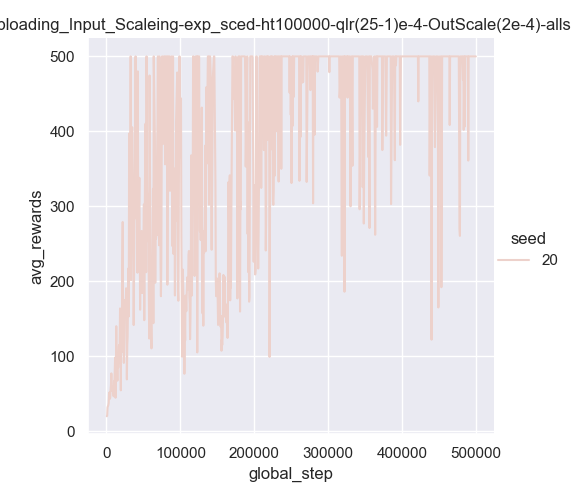 ploading_Input_Scaleing-exp_sced-ht100000-qlr(25-1)e-4-OutScale(2e-4)-alls
500
400
300
200
100
0
avg_rewards
0 100000 200000 300000 400000 500000
global_step
seed
20